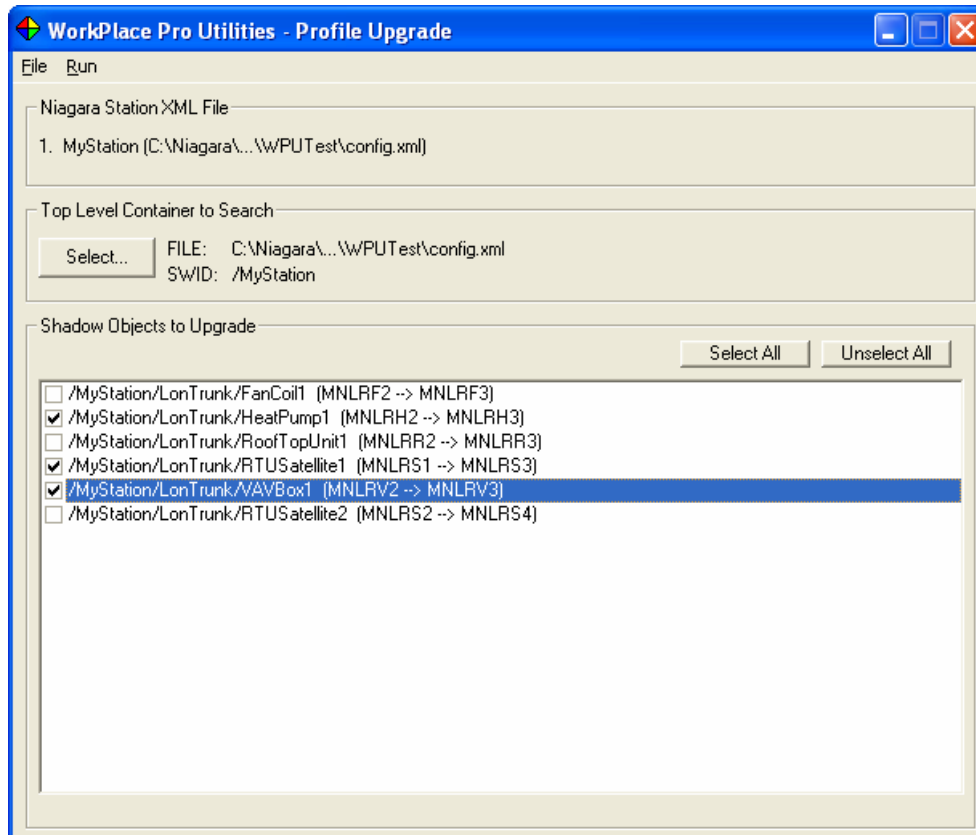 WorkPlace Pro Utilities - Profile Upgrade
File Run
Niagara Station XML File
1. MyStation (C:\Niagara\...\WPUTest\config.xml)
Top Level Container to Search
Select...
FILE: C:\Niagara\...\WPUTest\config.xml
SWID: /MyStation
Shadow Objects to Upgrade
Select All Unselect All
/MyStation/LonTrunk/FanCoil1 (MNLRF2 --> MNLRF3)
/MyStation/LonTrunk/HeatPump1 (MNLRH2 --> MNLRH3)
/MyStation/LonTrunk/RoofTopUnit1 (MNLRR2 --> MNLRR3)
/MyStation/LonTrunk/RTUSatellite1 (MNLRS1 --> MNLRS3)
/MyStation/LonTrunk/VAVBox1 (MNLRV2 --> MNLRV3)
/MyStation/LonTrunk/RTUSatellite2 (MNLRS2 --> MNLRS4)